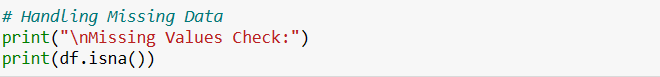 # Handling Missing Data
print("\nMissing Values Check:")
print(df.isna())